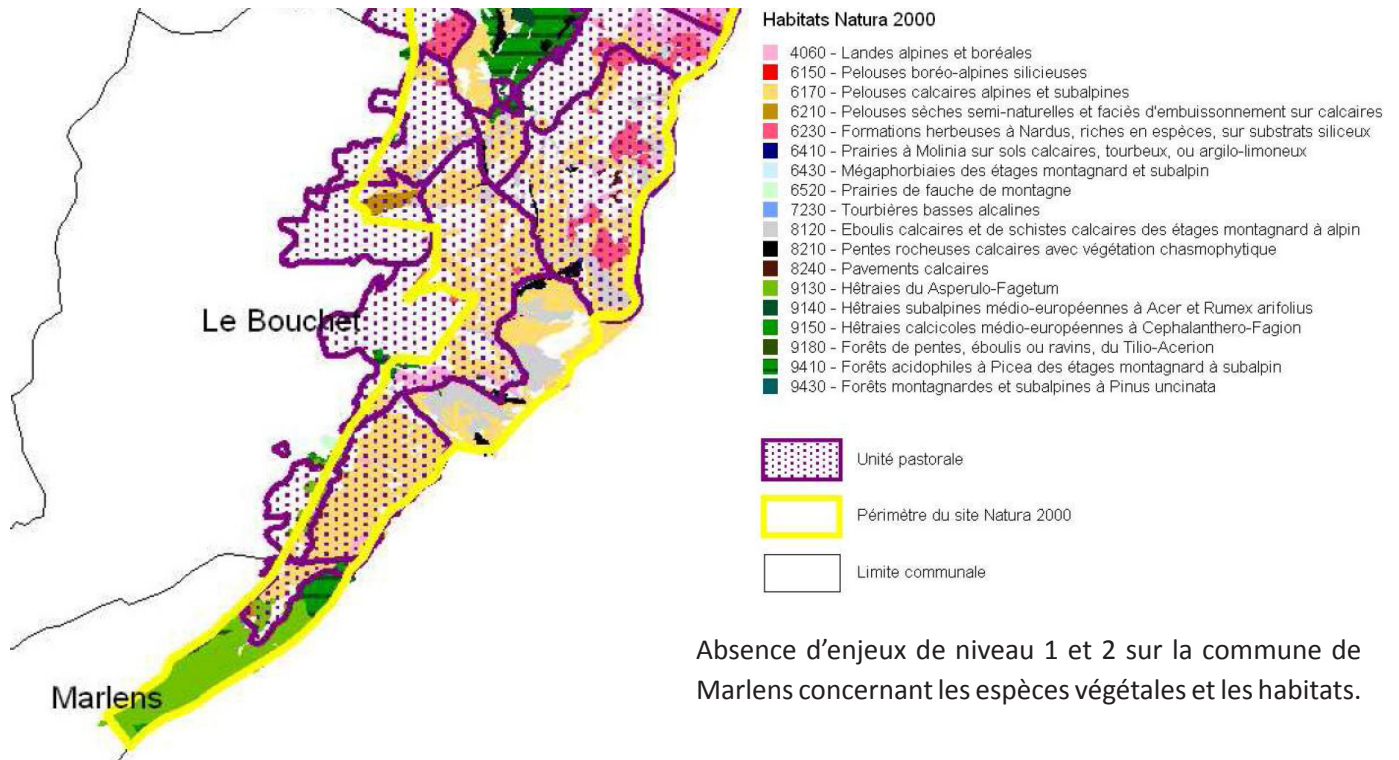 Habitats Natura 2000
4060 - Landes alpines et boréales
6150 - Pelouses boréo-alpines silicieuses
6170 - Pelouses calcaires alpines et subalpines
6210 - Pelouses sèches semi-naturelles et faciès d'embuissonnement sur calcaires
6230 - Formations herbeuses à Nardus, riches en espèces, sur substrats siliceux
6410 - Prairies à Molinia sur sols calcaires, tourbeux, ou argilo-limoneux
6430 - Mégaphorbiaies des étages montagnard et subalpin
6520 - Prairies de fauche de montagne
7230 - Tourbières basses alcalines
8120 - Eboulis calcaires et de schistes calcaires des étages montagnard à alpin
8210 - Pentes rocheuses calcaires avec végétation chasmophytique
8240 - Pavements calcaires
9130 - Hêtraies du Asperulo-Fagetum
9140 - Hêtraies subalpines médio-européennes à Acer et Rumex arifolius
9150 - Hêtraies calcicoles médio-européennes à Cephalanthero-Fagion
9180 - Forêts de pentes, éboulis ou ravins, du Tilio-Acerion
9410 - Forêts acidophiles à Picea des étages montagnard à subalpin
9430 - Forêts montagnardes et subalpines à Pinus uncinata
Le Bouchet
Unité pastorale
Périmètre du site Natura 2000
Limite communale
Absence d'enjeux de niveau 1 et 2 sur la commune de
Marlens concernant les espèces végétales et les habitats.
Marlens